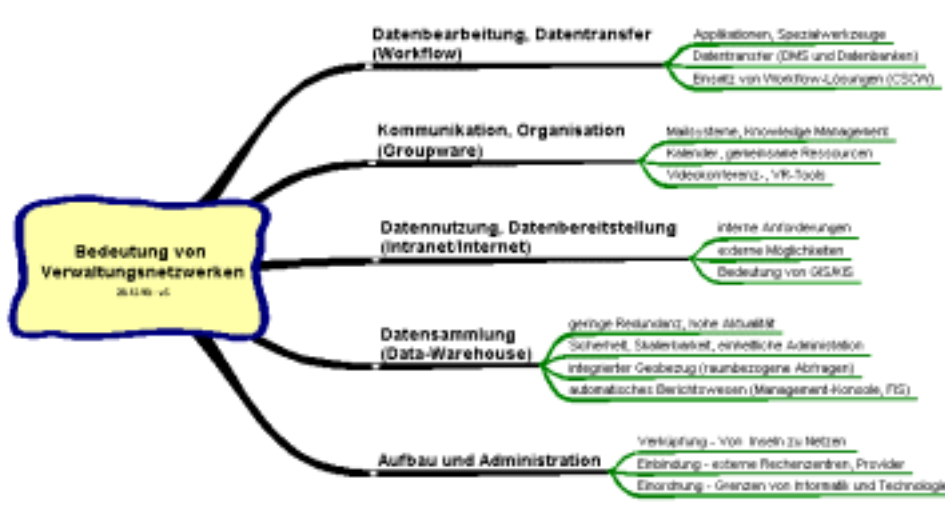 Datenbearbeitung, Datentransfer
(Workflow)
Applikationen, Spezialwerkzeuge
Datentransfer (DMS und Datenbanken)
Einsatz von Workflow-Lösungen (CSCW)
Kommunikation, Organisation
(Groupware)
Mailsysteme, Knowledge Management
Kalender, gemeinsame Ressourcen
Videokonferenz-, VR-Tools
Datennutzung, Datenbereitstellung
(Intranet/Internet)
interne Anforderungen
externe Möglichkeiten
Bedeutung von GIS/KIS
Bedeutung von
Verwaltungsnetzwerken
Datensammlung
(Data-Warehouse)
geringe Redundanz, hohe Aktualität
Sicherheit, Skalierbarkeit, einheitliche Administation
integrierter Geobezug (raumbezogene Abfragen)
automatisches Berichtswesen (Management-Konsole, FIS)
Aufbau und Administration
Verküpfung - Von Inseln zu Netzen
Einbindung - externe Rechenzentren, Provider
Einordnung - Grenzen von Informatik und Technologie